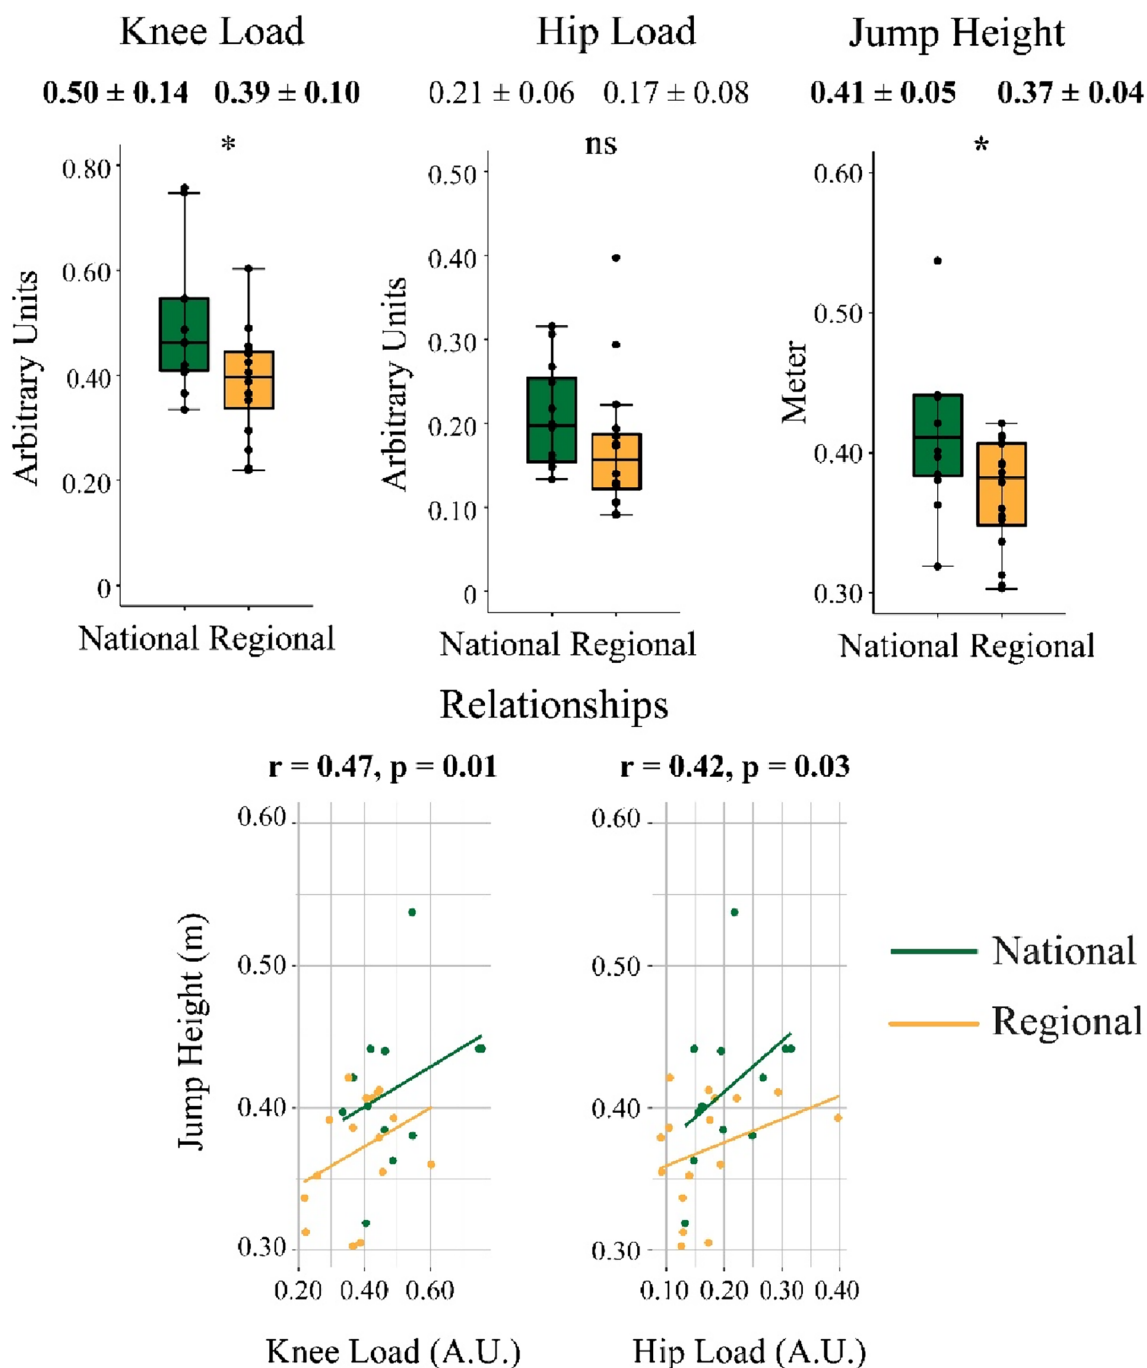 Knee Load
0.50 ± 0.14 0.39 ± 0.10
*
0.80
0.60
0.40
0.20
0
Arbitrary Units
National Regional
Hip Load
0.21 ± 0.06 0.17 ± 0.08
ns
0.50
0.40
0.30
0.20
0.10
0
Arbitrary Units
National Regional
Jump Height
0.41 ± 0.05 0.37 ± 0.04
*
0.60
0.50
0.40
0.30
Meter
National Regional
Relationships
r = 0.47, p = 0.01
0.60
0.50
0.40
0.30
Jump Height (m)
0.20 0.40 0.60
Knee Load (A.U.)
r = 0.42, p = 0.03
0.60
0.50
0.40
0.30
0.10 0.20 0.30 0.40
Hip Load (A.U.)
National
Regional